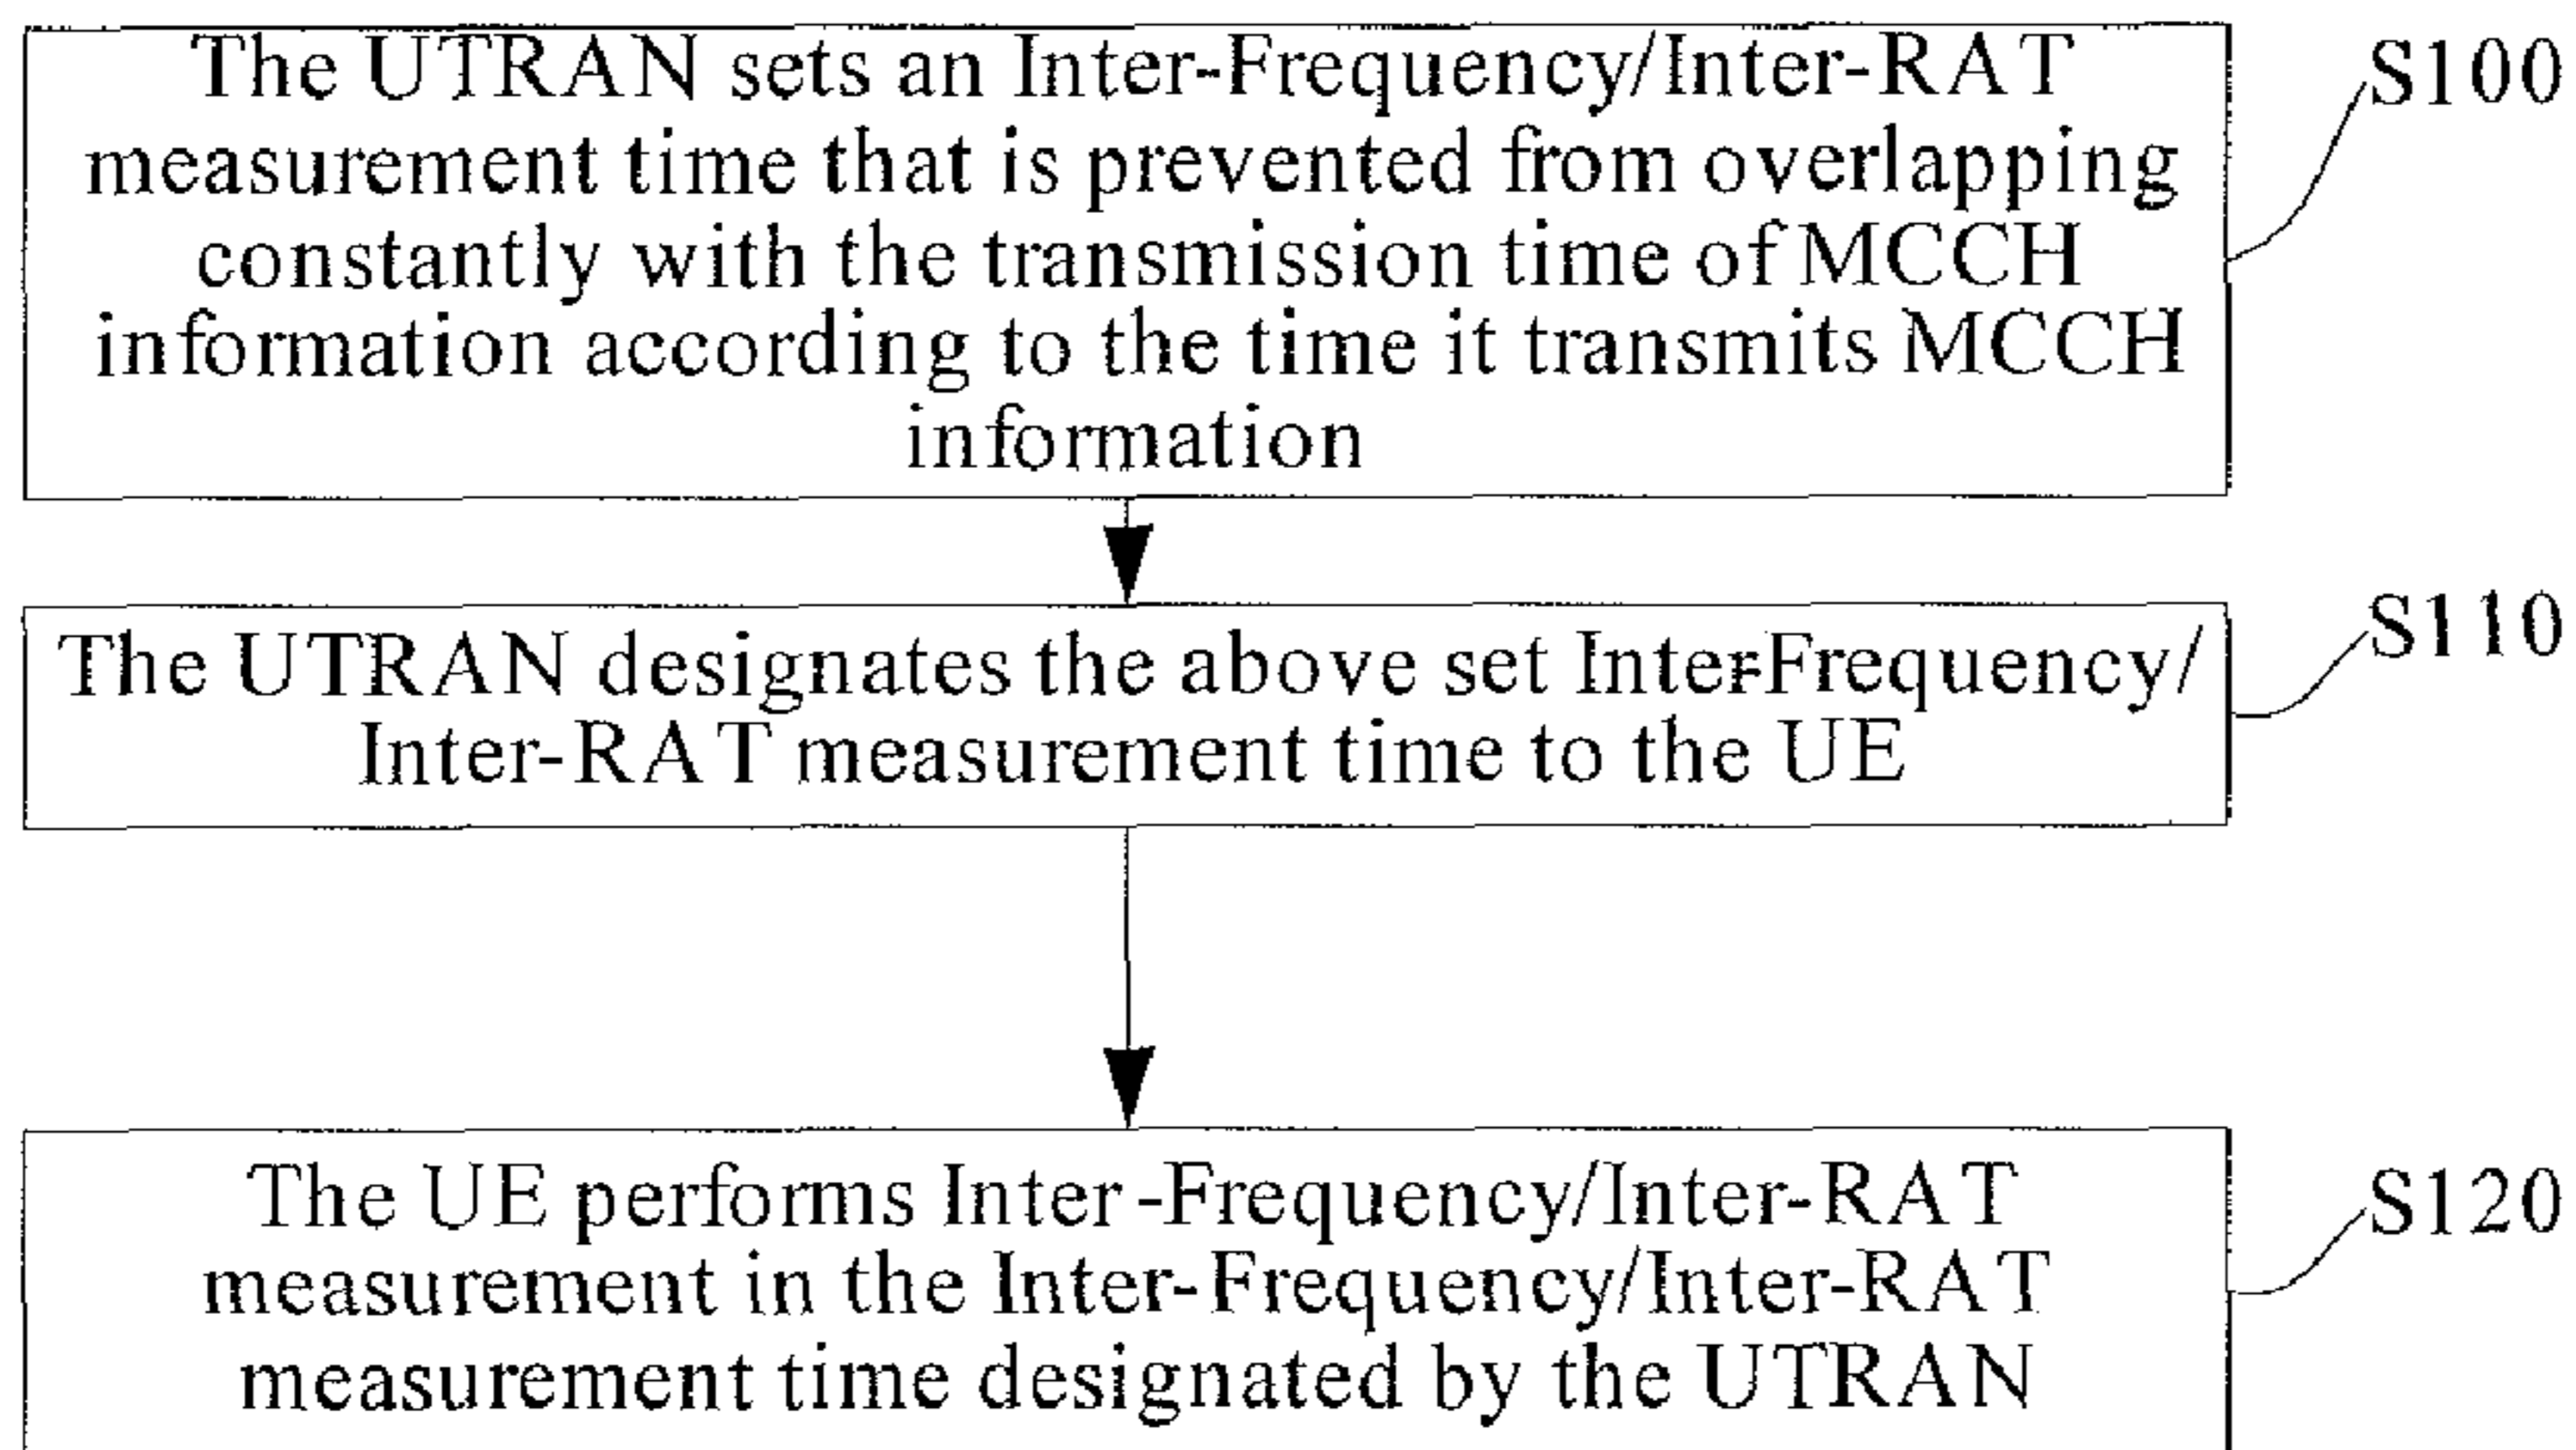 The UTRAN sets an Inter-Frequency/Inter-RAT
measurement time that is prevented from overlapping
constantly with the transmission time of MCCH
information according to the time it transmits MCCH
information
S100
The UTRAN designates the above set Inter-Frequency/
Inter-RAT measurement time to the UE
S110
The UE performs Inter-Frequency/Inter-RAT
measurement in the Inter-Frequency/Inter-RAT
measurement time designated by the UTRAN
S120